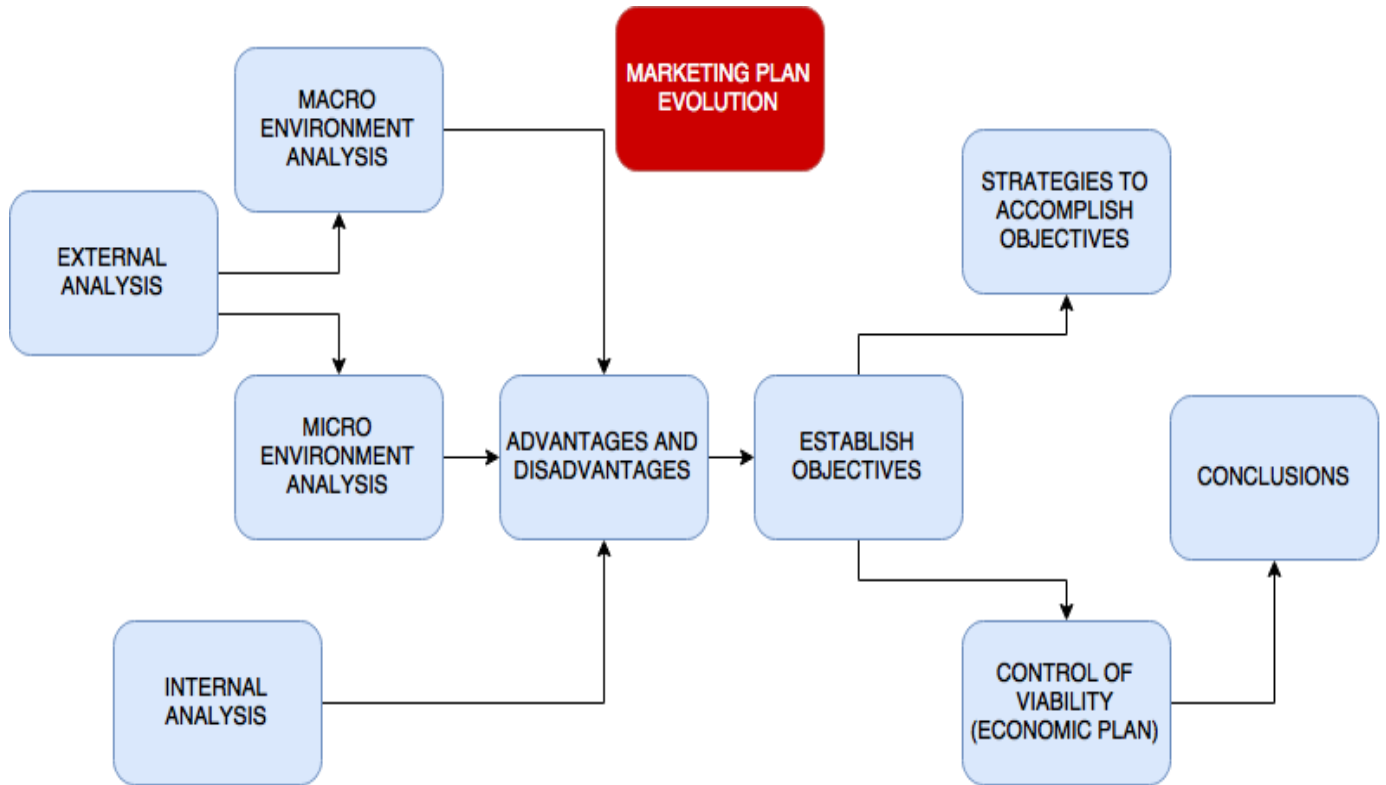 MARKETING PLAN
EVOLUTION
MACRO
ENVIRONMENT
ANALYSIS
STRATEGIES TO
ACCOMPLISH
OBJECTIVES
EXTERNAL
ANALYSIS
MICRO
ENVIRONMENT
ANALYSIS
ADVANTAGES AND
DISADVANTAGES
ESTABLISH
OBJECTIVES
CONCLUSIONS
INTERNAL
ANALYSIS
CONTROL OF
VIABILITY
(ECONOMIC PLAN)